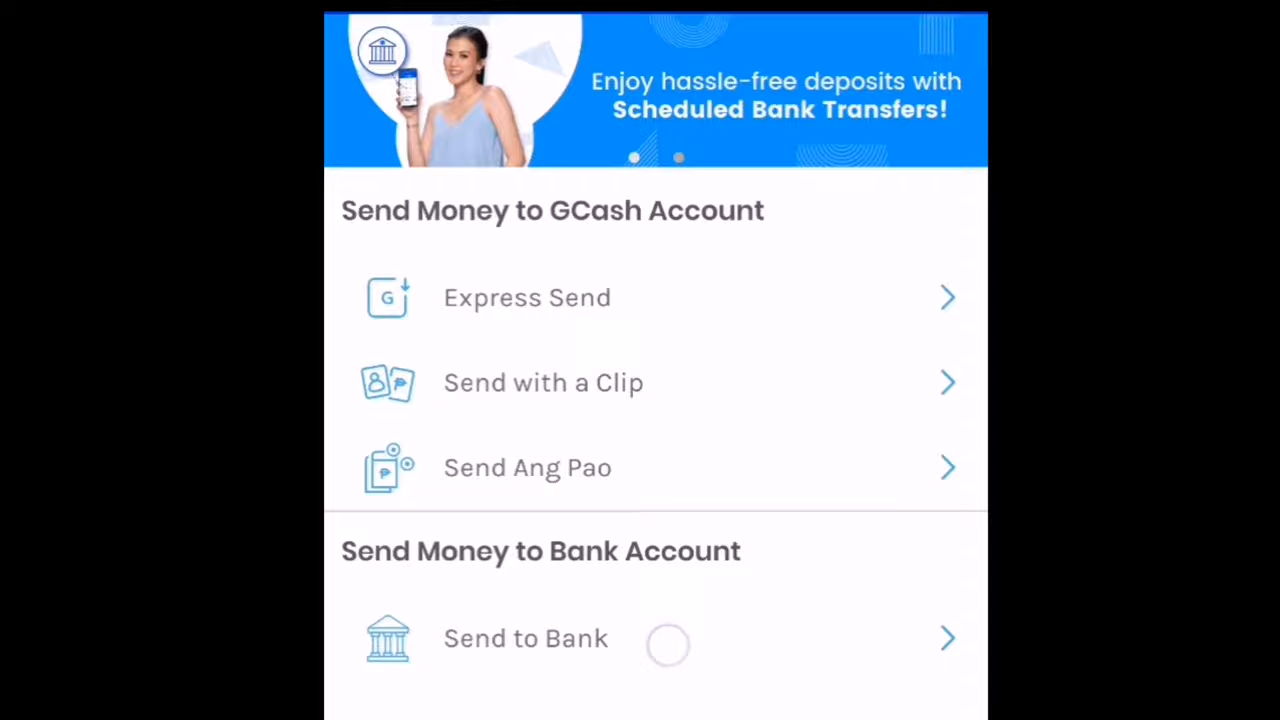 Enjoy hassle-free deposits with
Scheduled Bank Transfers!
Send Money to GCash Account
G
Express Send
₱
Send with a Clip
₱
Send Ang Pao
Send Money to Bank Account
Send to Bank